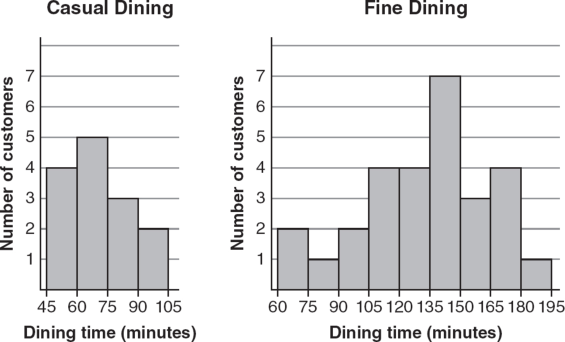 Casual Dining
Number of customers
7
6
5
4
3
2
1
45 60 75 90 105
Dining time (minutes)
Fine Dining
Number of customers
7
6
5
4
3
2
1
60 75 90 105 120 135 150 165 180 195
Dining time (minutes)